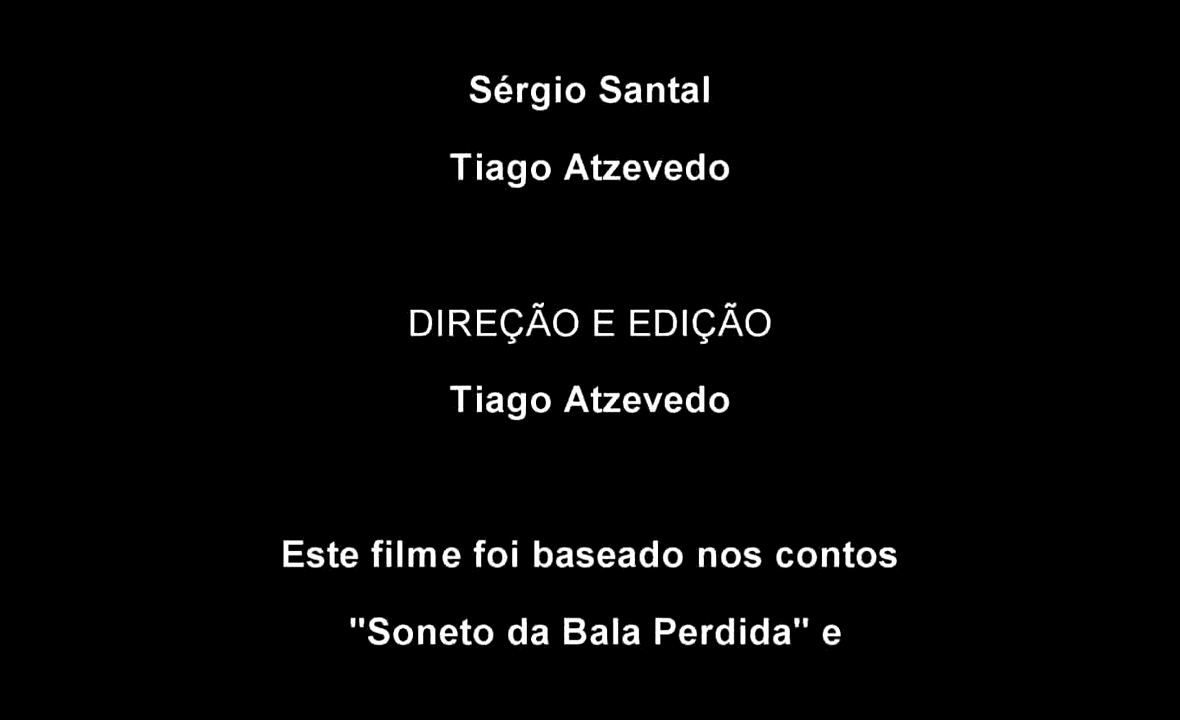 Sérgio Santal
Tiago Atzevedo
DIREÇÃO E EDIÇÃO
Tiago Atzevedo
Este filme foi baseado nos contos
"Soneto da Bala Perdida" e